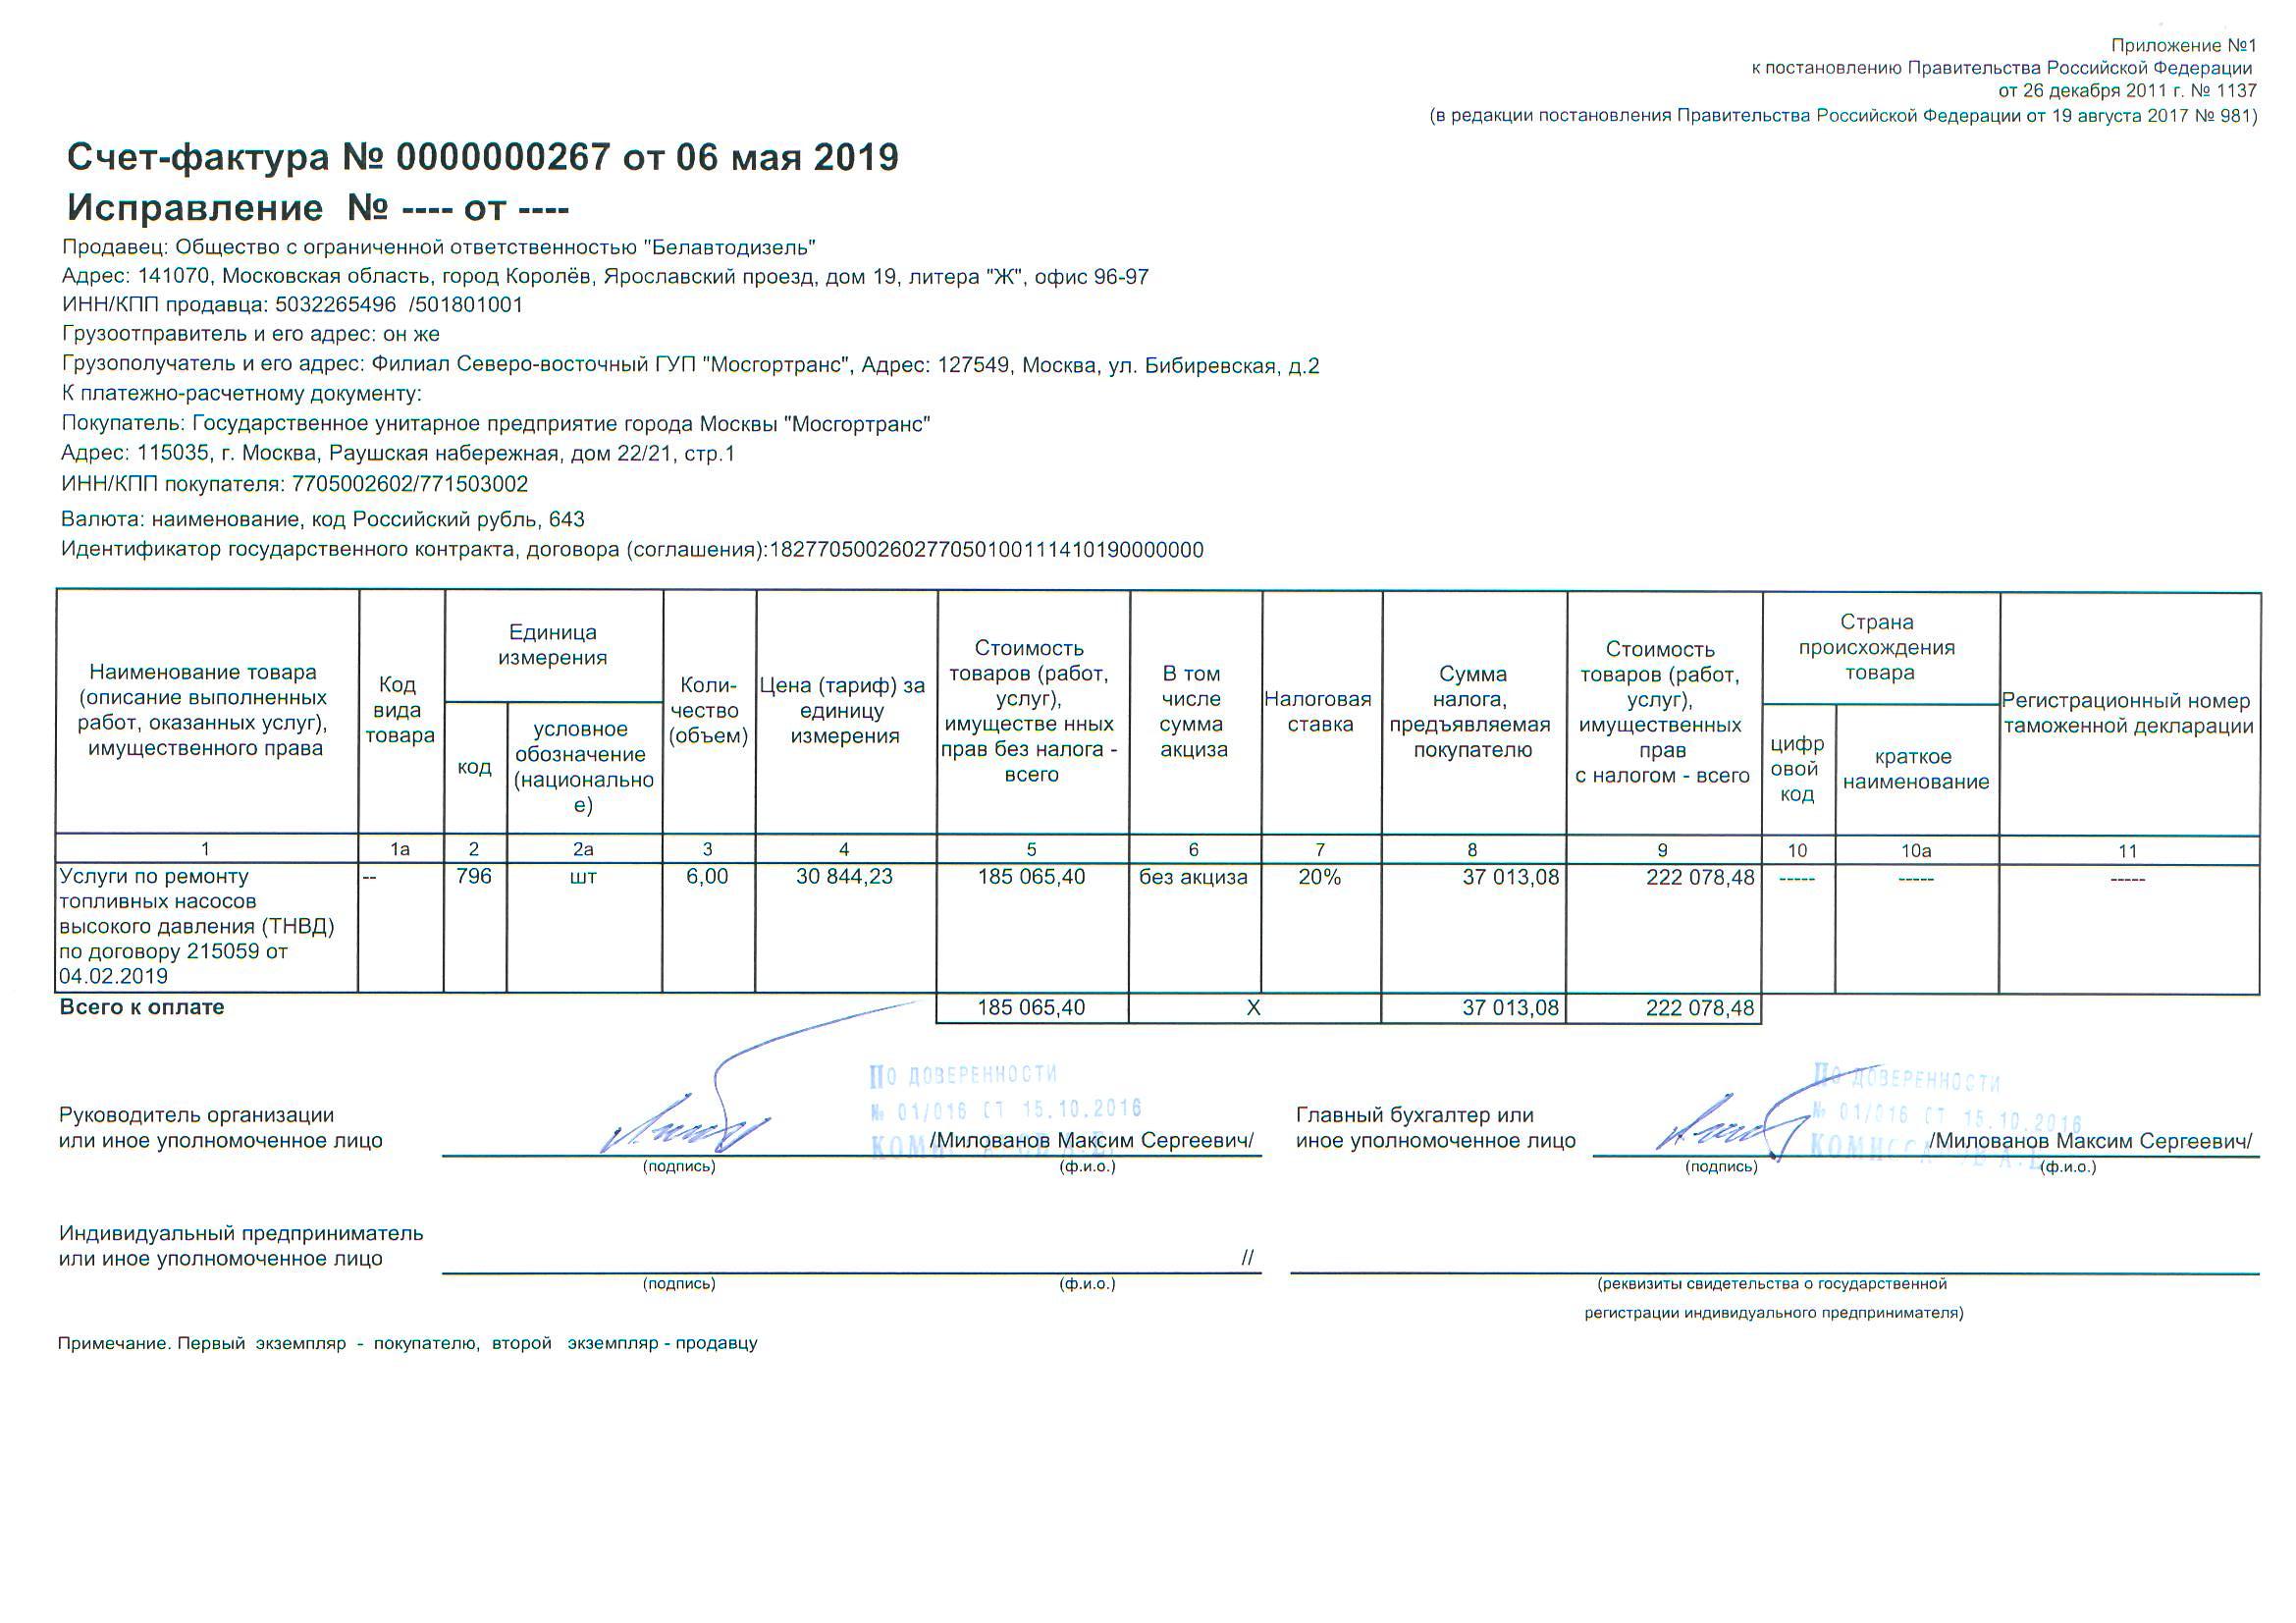 Приложение №1
к постановлению Правительства Российской Федерации
от 26 декабря 2011 г. № 1137
(в редакции постановления Правительства Российской Федерации от 19 августа 2017 № 981)
Счет-фактура № 0000000267 от 06 мая 2019
Исправление № ---- от ----
Продавец: Общество с ограниченной ответственностью "Белавтодизель"
Адрес: 141070, Московская область, город Королёв, Ярославский проезд, дом 19, литера "Ж", офис 96-97
ИНН/КПП продавца: 5032265496 /501801001
Грузоотправитель и его адрес: он же
Грузополучатель и его адрес: Филиал Северо-восточный ГУП "Мосгортранс", Адрес: 127549, Москва, ул. Бибиревская, д.2
К платежно-расчетному документу:
Покупатель: Государственное унитарное предприятие города Москвы "Мосгортранс"
Адрес: 115035, г. Москва, Раушская набережная, дом 22/21, стр.1
ИНН/КПП покупателя: 7705002602/771503002
Валюта: наименование, код Российский рубль, 643
Идентификатор государственного контракта, договора (соглашения):182770500260277050100111410190000000
Наименование товара
(описание выполненных
работ, оказанных услуг),
имущественного права
Код
вида
товара
Единица
измерения
код
условное
обозначение
(национально
е)
Коли-
чество
(объем)
Цена (тариф) за
единицу
измерения
Стоимость
товаров (работ,
услуг),
имуществе нных
прав без налога -
всего
В том
числе
сумма
акциза
Налоговая
ставка
Сумма
налога,
предъявляемая
покупателю
Стоимость
товаров (работ,
услуг),
имущественных
прав
с налогом - всего
Страна
происхождения
товара
цифр
овой
код
краткое
наименование
Регистрационный номер
таможенной декларации
1 1а 2 2а 3 4 5 6 7 8 9 10 10а 11
Услуги по ремонту -- 796 шт 6,00 30 844,23 185 065,40 без акциза 20% 37 013,08 222 078,48 ----- ----- -----
топливных насосов
высокого давления (ТНВД)
по договору 215059 от
04.02.2019
Всего к оплате 185 065,40 Х 37 013,08 222 078,48
По доверенности
№ 01/016 от 15.10.2016
Руководитель организации
или иное уполномоченное лицо /Милованов Максим Сергеевич/
(подпись) (ф.и.о.)
По доверенности
№ 01/016 от 15.10.2016
Главный бухгалтер или
иное уполномоченное лицо /Милованов Максим Сергеевич/
(подпись) (ф.и.о.)
Индивидуальный предприниматель
или иное уполномоченное лицо //
(подпись) (ф.и.о.)
(реквизиты свидетельства о государственной
регистрации индивидуального предпринимателя)
Примечание. Первый экземпляр - покупателю, второй экземпляр - продавцу